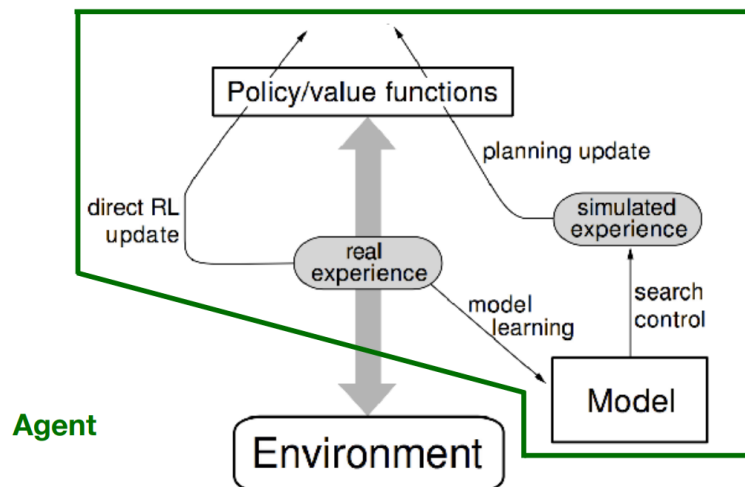 Policy/value functions
planning update
direct RL
update
simulated
experience
real
experience
model
learning
search
control
Model
Agent
Environment